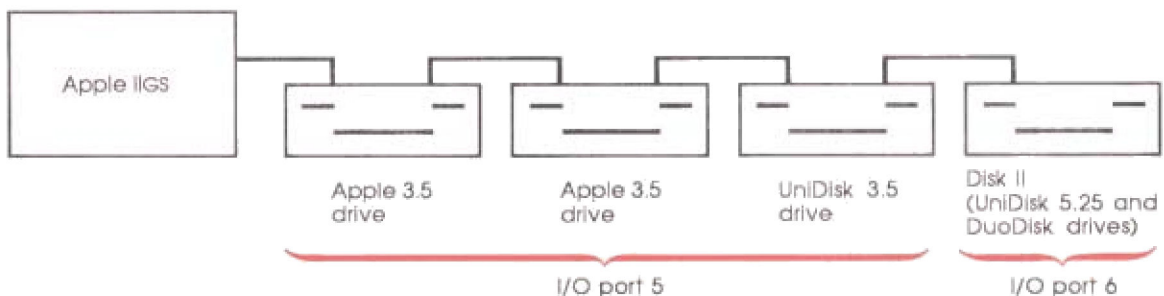 Apple IIGS
Apple 3.5
drive
Apple 3.5
drive
UniDisk 3.5
drive
Disk II
(UniDisk 5.25 and
DuoDisk drives)
I/O port 5
I/O port 6